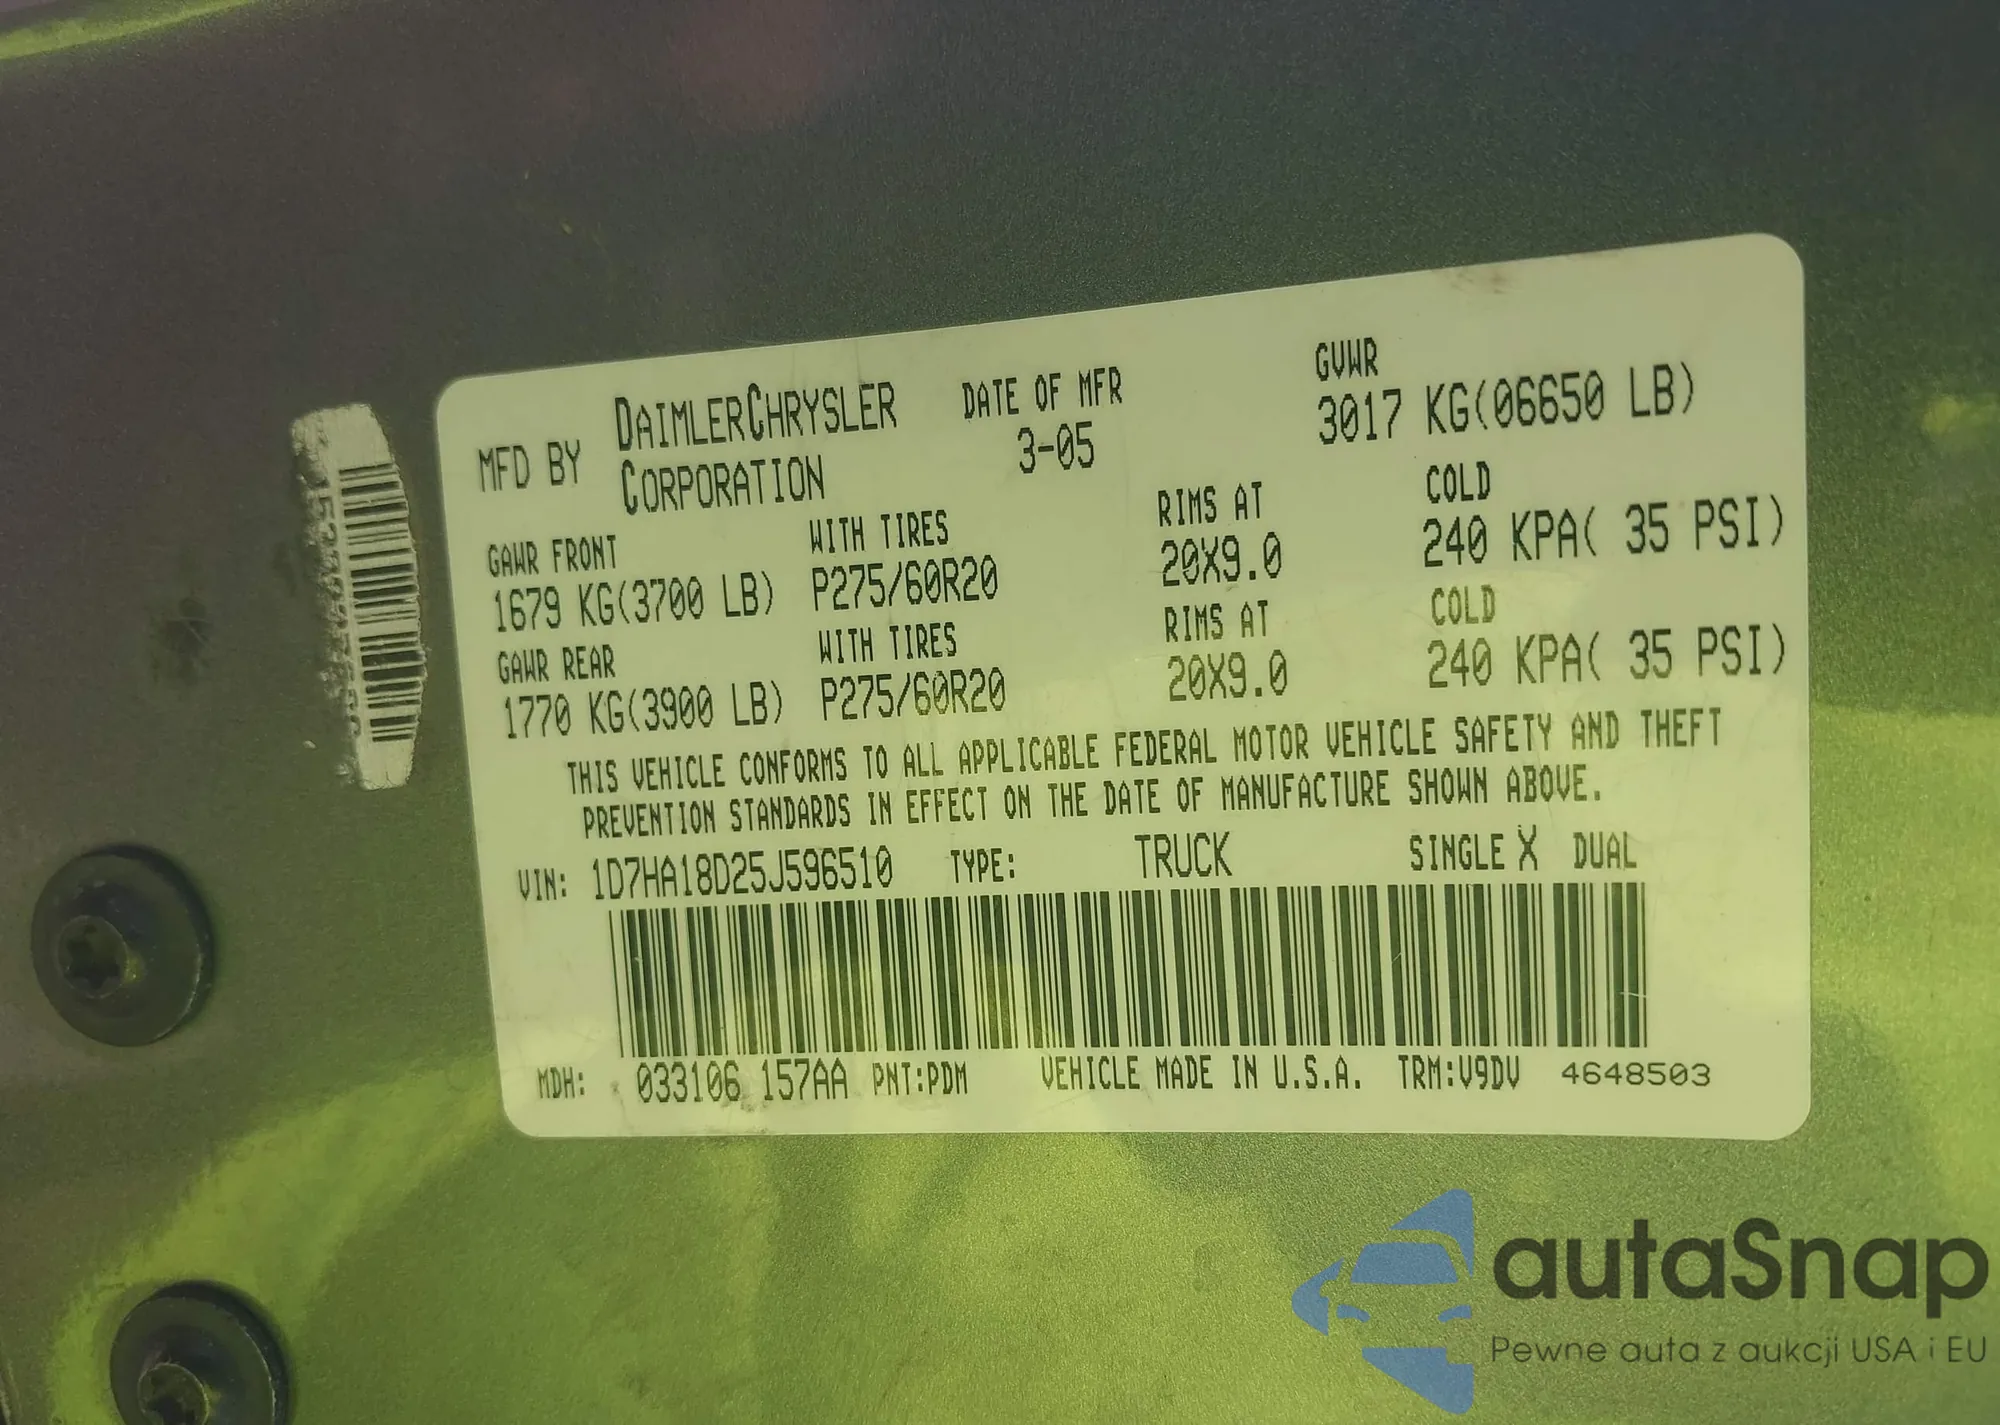 MFD BY DAIMLERCHRYSLER CORPORATION DATE OF MFR 3-05 GVWR 3017 KG(06650 LB)
GAWR FRONT WITH TIRES RIMS AT COLD
1679 KG(3700 LB) P275/60R20 20X9.0 240 KPA( 35 PSI)
GAWR REAR WITH TIRES RIMS AT COLD
1770 KG(3900 LB) P275/60R20 20X9.0 240 KPA( 35 PSI)
THIS VEHICLE CONFORMS TO ALL APPLICABLE FEDERAL MOTOR VEHICLE SAFETY AND THEFT
PREVENTION STANDARDS IN EFFECT ON THE DATE OF MANUFACTURE SHOWN ABOVE.
VIN: 1D7HA18D25J596510 TYPE: TRUCK SINGLE X DUAL
MDH: 033106 157AA PNT:PDM VEHICLE MADE IN U.S.A. TRM:V9DV 4648503
autaSnap
Pewne auta z aukcji USA i EU